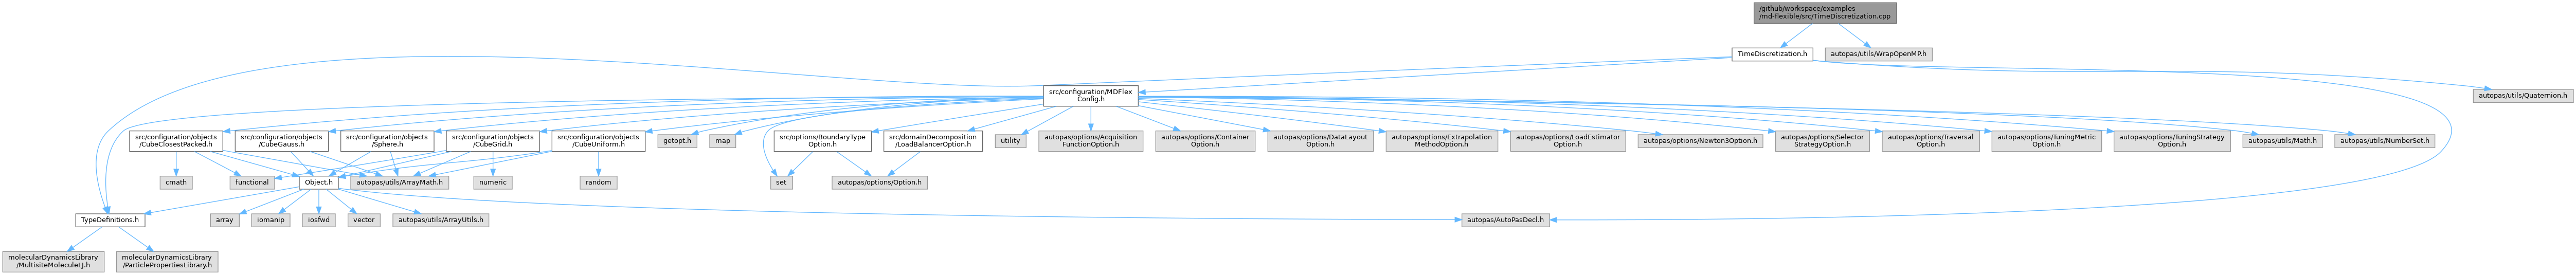 /github/workspace/examples
/md-flexible/src/TimeDiscretization.cpp
TimeDiscretization.h
autopas/utils/WrapOpenMP.h
src/configuration/MDFlex
Config.h
autopas/utils/Quaternion.h
src/configuration/objects
/CubeClosestPacked.h
src/configuration/objects
/CubeGauss.h
src/configuration/objects
/Sphere.h
src/configuration/objects
/CubeGrid.h
src/configuration/objects
/CubeUniform.h
getopt.h
map
src/options/BoundaryType
Option.h
src/domainDecomposition
/LoadBalancerOption.h
utility
autopas/options/Acquisition
FunctionOption.h
autopas/options/Container
Option.h
autopas/options/DataLayout
Option.h
autopas/options/Extrapolation
MethodOption.h
autopas/options/LoadEstimator
Option.h
autopas/options/Newton3Option.h
autopas/options/Selector
StrategyOption.h
autopas/options/Traversal
Option.h
autopas/options/TuningMetric
Option.h
autopas/options/TuningStrategy
Option.h
autopas/utils/Math.h
autopas/utils/NumberSet.h
cmath
functional
Object.h
autopas/utils/ArrayMath.h
numeric
random
set
autopas/options/Option.h
TypeDefinitions.h
array
iomanip
iosfwd
vector
autopas/utils/ArrayUtils.h
autopas/AutoPasDecl.h
molecularDynamicsLibrary
/MultisiteMoleculeLJ.h
molecularDynamicsLibrary
/ParticlePropertiesLibrary.h